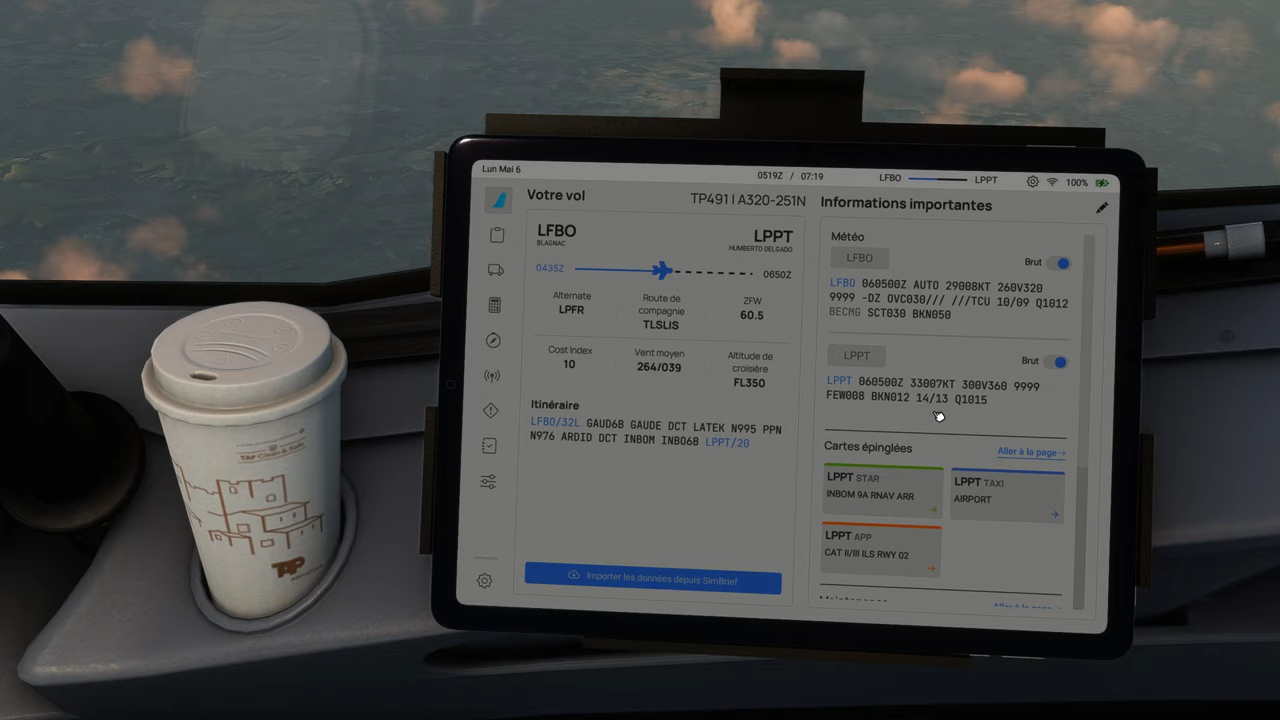 Lun Mai 6
0519Z / 07:19
LFBO
LPPT
100%
Votre vol
TP491 | A320-251N
LFBO
BLAGNAC
LPPT
HUMBERTO DELGADO
0435Z
0650Z
Alternate
LPFR
Route de
compagnie
TLSLIS
ZFW
60.5
Cost Index
10
Vent moyen
264/039
Altitude de
croisière
FL350
Itinéraire
LFBO/32L GAUD6B GAUDE DCT LATEK N995 PPN
N976 ARDID DCT INBOM INBO6B LPPT/20
Importer les données depuis SimBrief
Informations importantes
Météo
LFBO
Brut
LFBO 060500Z AUTO 29008KT 260V320
9999 -DZ OVC030/// ///TCU 10/09 Q1012
BECMG SCT030 BKN050
LPPT
Brut
LPPT 060500Z 33007KT 300V360 9999
FEW008 BKN012 14/13 Q1015
Cartes épinglées
Aller à la page
LPPT STAR
INBOM 9A RNAV ARR
LPPT TAXI
AIRPORT
LPPT APP
CAT II/III ILS RWY 02
TAP Clean & Safe
TAP